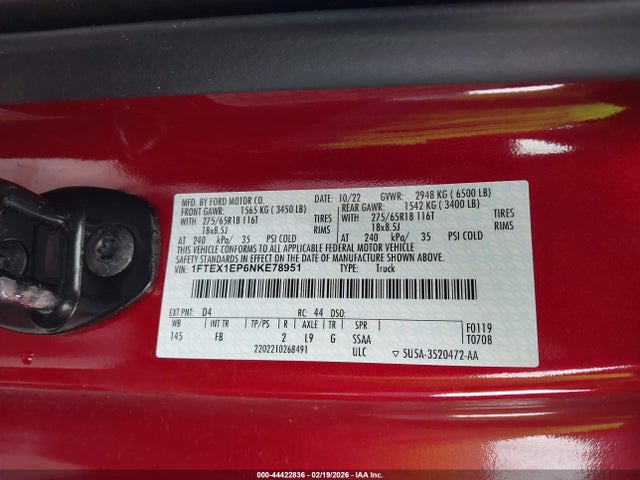 MFD. BY FORD MOTOR CO. 10/22 GVWR: 2948 KG ( 6500 LB)
FRONT GAWR: 1565 KG ( 3450 LB) REAR GAWR: 1542 KG ( 3400 LB)
WITH 275/65R18 116T TIRES WITH 275/65R18 116T TIRES
18x8.5J RIMS 18x8.5J RIMS
AT 240 kPa/ 35 PSI COLD AT 240 kPa/ 35 PSI COLD
THIS VEHICLE CONFORMS TO ALL APPLICABLE FEDERAL MOTOR VEHICLE
SAFETY STANDARDS IN EFFECT ON THE DATE OF MANUFACTURE SHOWN ABOVE.
VIN: 1FTEX1EP6NKE78951 TYPE: Truck
EXT PNT: D4 RC: 44 DSO: F0119
WB INT TR TP/PS R AXLE TR SPR T0708
145 FB 2 L9 G SSAA
2202210268491 ULC 5U5A-3520472-AA
000-44422836 - 02/19/2026 - IAA Inc.